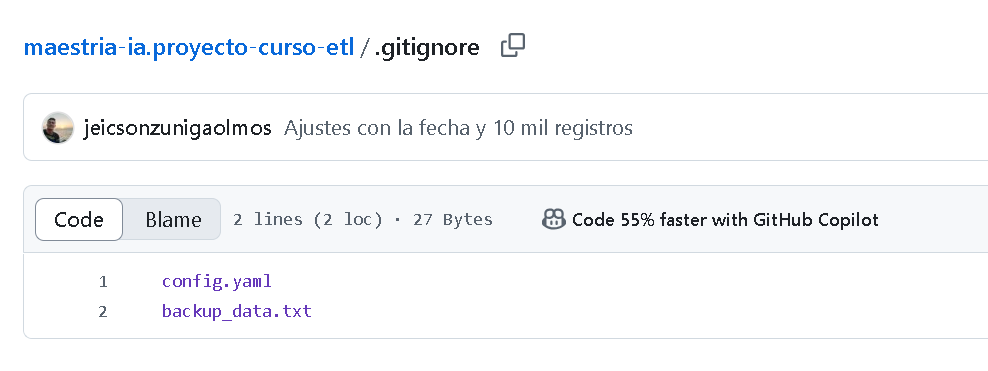 maestria-ia.proyecto-curso-etl / .gitignore
jeicsonzunigaolmos Ajustes con la fecha y 10 mil registros
Code Blame 2 lines (2 loc) · 27 Bytes Code 55% faster with GitHub Copilot
1 config.yaml
2 backup_data.txt